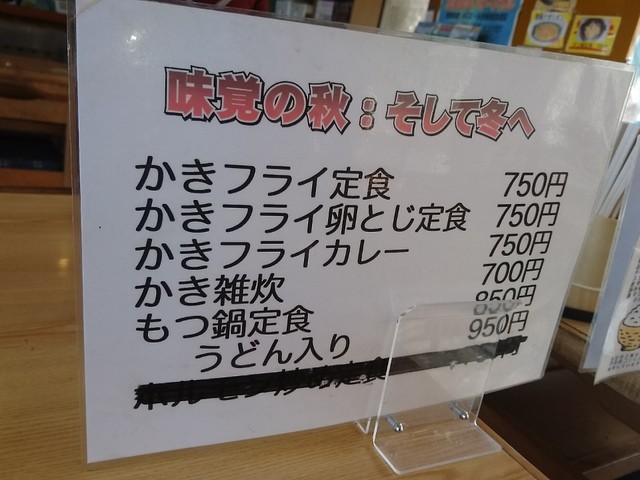 味覚の秋：そして冬へ
かきフライ定食 750円
かきフライ卵とじ定食 750円
かきフライカレー 750円
かき雑炊 700円
もつ鍋定食 850円
うどん入り 950円